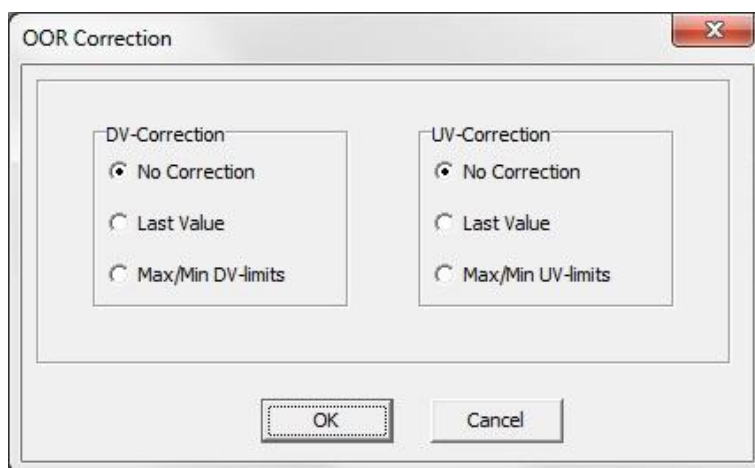 OOR Correction
DV-Correction
No Correction
Last Value
Max/Min DV-limits
UV-Correction
No Correction
Last Value
Max/Min UV-limits
OK
Cancel